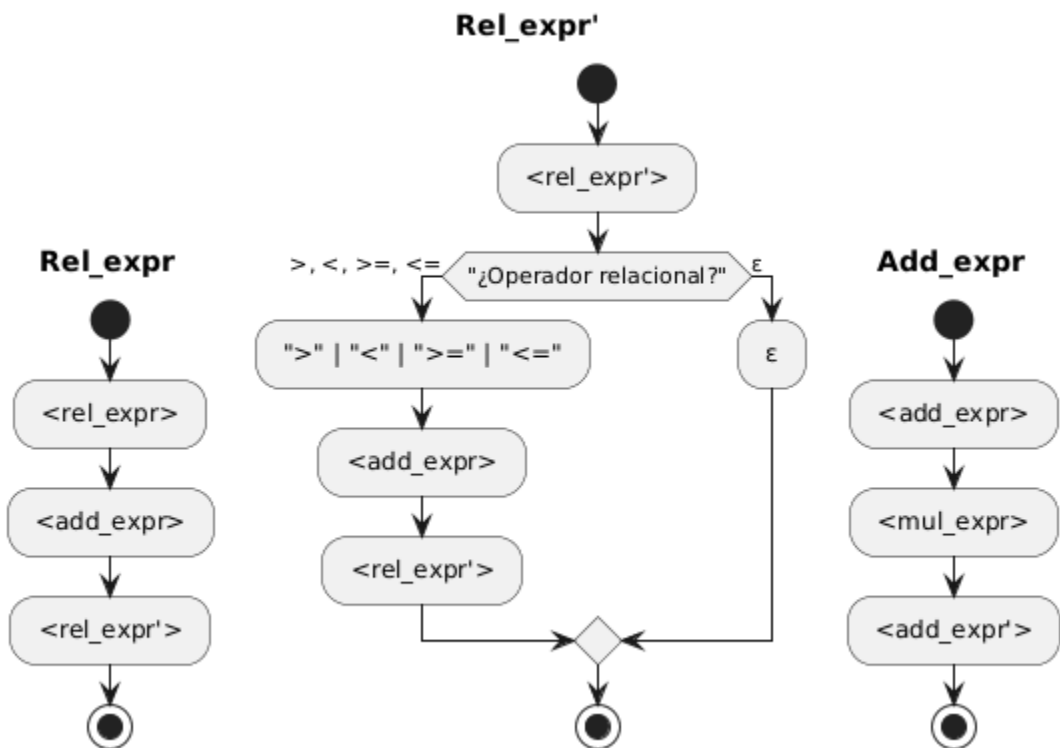 Rel_expr
<rel_expr>
<add_expr>
<rel_expr'>
Rel_expr'
<rel_expr'>
"¿Operador relacional?"
>, <, >=, <=
">" | "<" | ">=" | "<="
<add_expr>
<rel_expr'>
ε
ε
Add_expr
<add_expr>
<mul_expr>
<add_expr'>